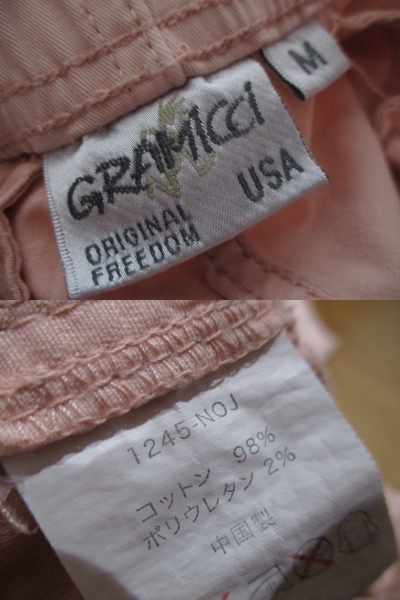 M
GRAMICCI
ORIGINAL
FREEDOM
USA
1245-NOJ
コットン 98%
ポリウレタン 2%
中国製